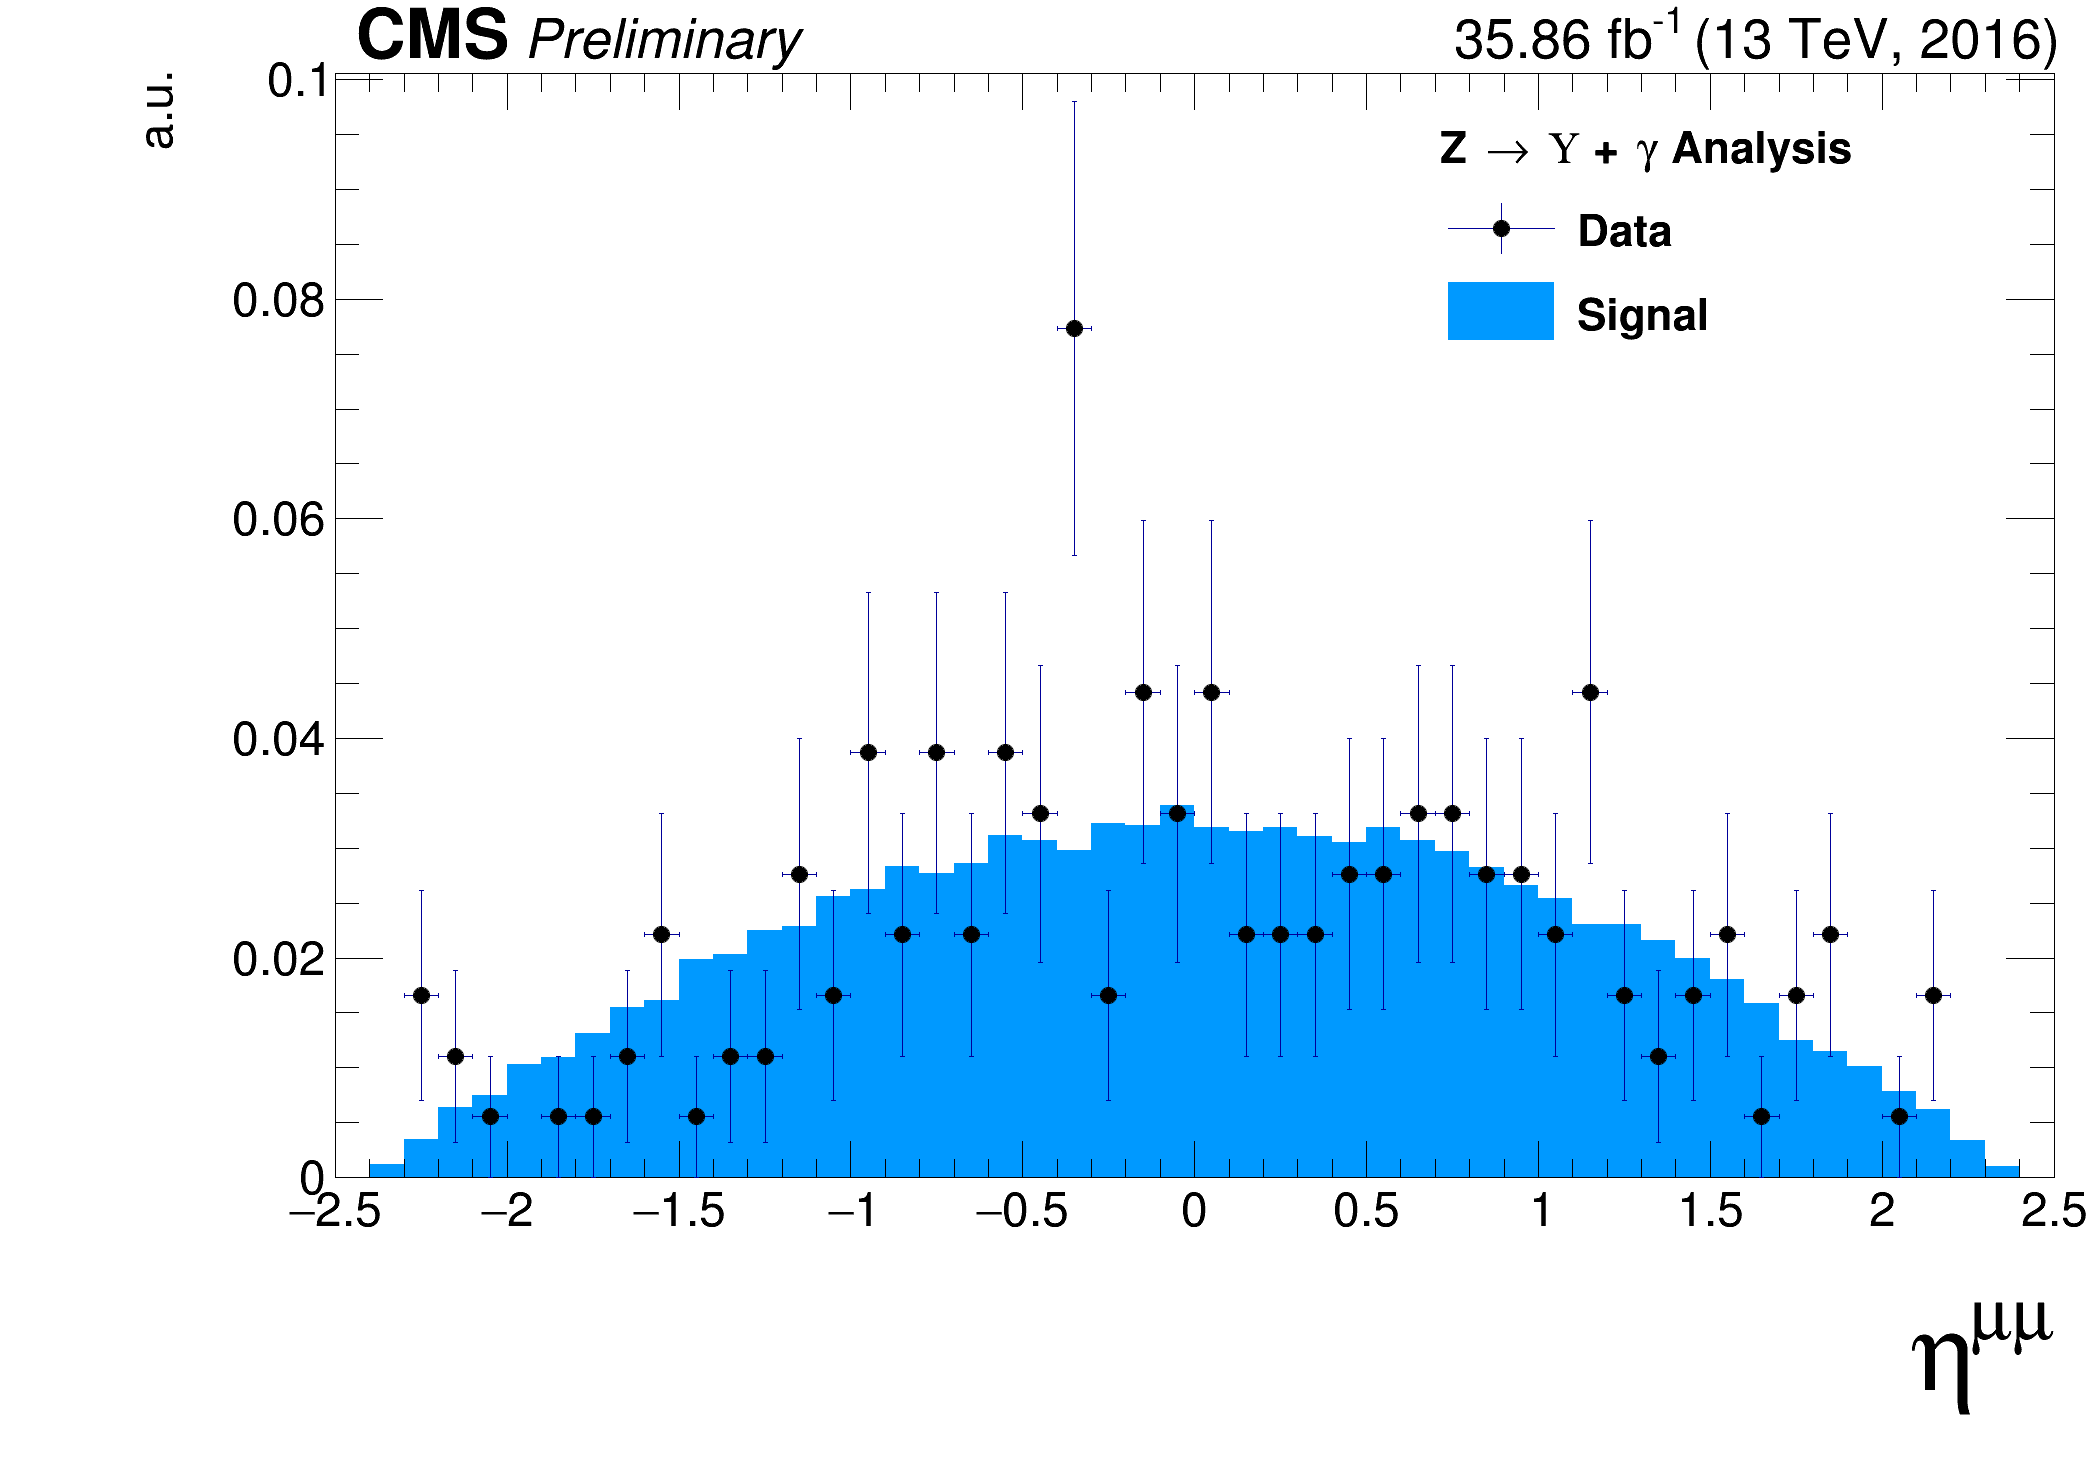 CMS Preliminary 35.86 fb⁻¹ (13 TeV, 2016)
a.u.
0.1
0.08
0.06
0.04
0.02
0
Z → ϒ + γ Analysis
Data
Signal
−2.5 −2 −1.5 −1 −0.5 0 0.5 1 1.5 2 2.5
η^μμ